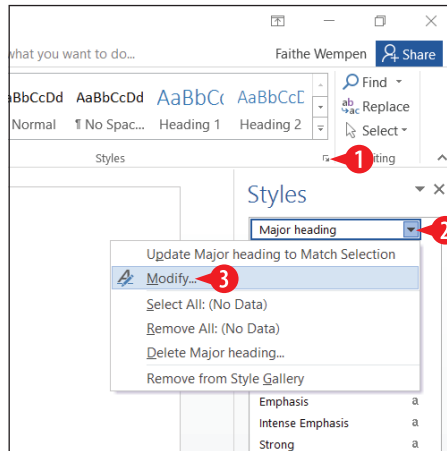 what you want to do...
Faithe Wempen
Share
aBbCcDd AaBbCcDd AaBbC( AaBbCcE
Normal ¶ No Spac... Heading 1 Heading 2
Find
Replace
Select
Styles
1
Styles
Major heading
2
Update Major heading to Match Selection
Modify...
3
Select All: (No Data)
Remove All: (No Data)
Delete Major heading...
Remove from Style Gallery
Emphasis a
Intense Emphasis a
Strong a